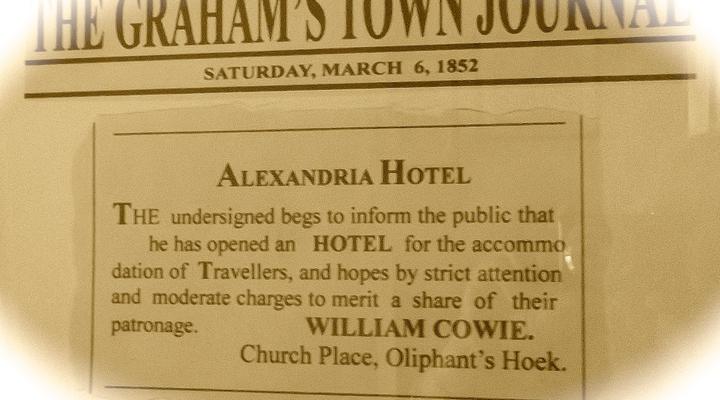 THE GRAHAM'S TOWN JOURNAL
SATURDAY, MARCH 6, 1852
ALEXANDRIA HOTEL
THE undersigned begs to inform the public that
he has opened an HOTEL for the accommo
dation of Travellers, and hopes by strict attention
and moderate charges to merit a share of their
patronage. WILLIAM COWIE.
Church Place, Oliphant's Hoek.